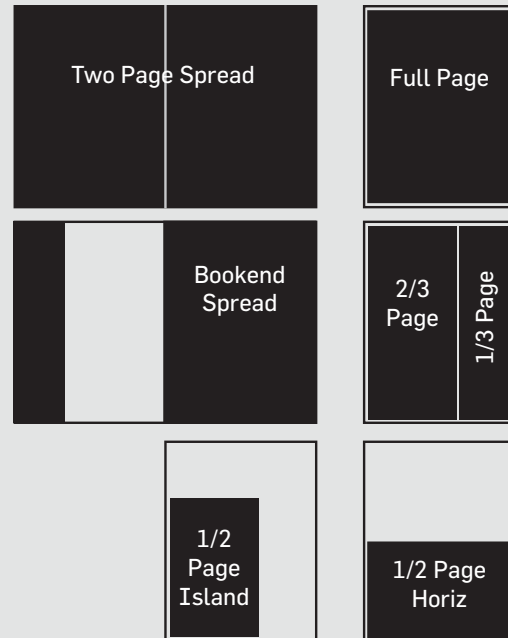 Two Page Spread
Full Page
Bookend
Spread
2/3
Page
1/3 Page
1/2
Page
Island
1/2 Page
Horiz